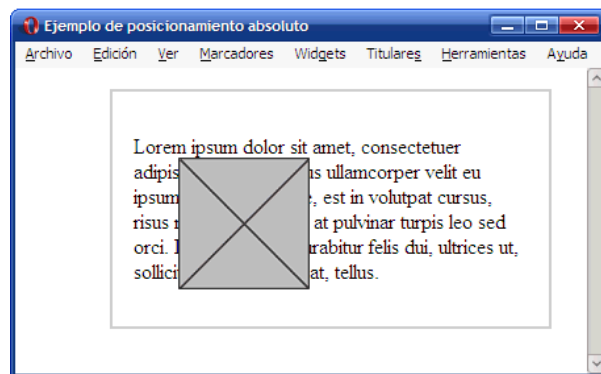 Ejemplo de posicionamiento absoluto
Archivo Edición Ver Marcadores Widgets Titulares Herramientas Ayuda
Lorem ipsum dolor sit amet, consectetuer
adipis us ullamcorper velit eu
ipsum e, est in volutpat cursus,
risus at pulvinar turpis leo sed
orci. urabitur felis dui, ultrices ut,
sollici at, tellus.